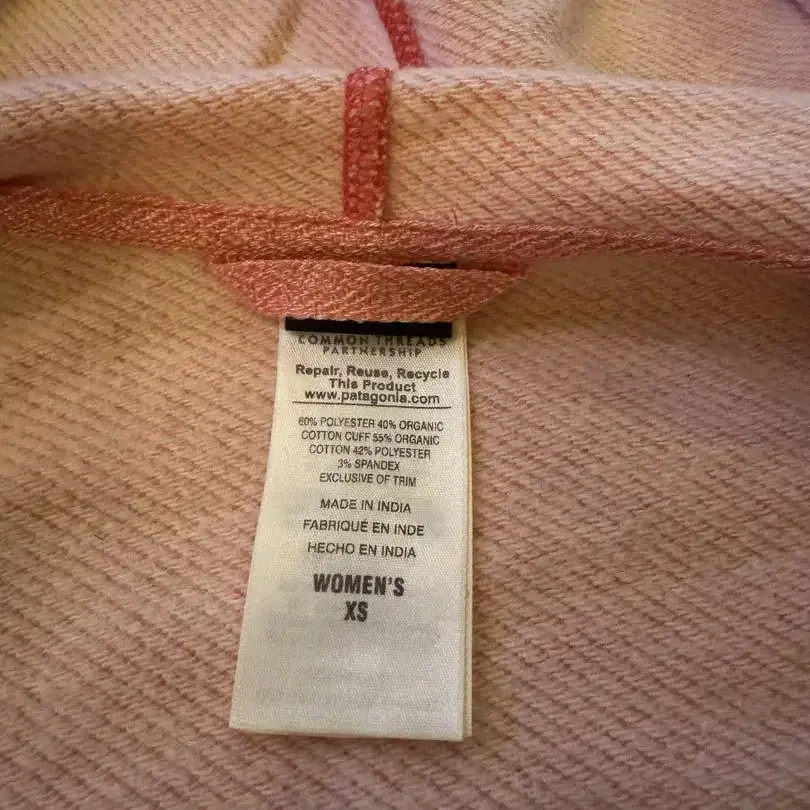 COMMON THREADS
PARTNERSHIP
Repair, Reuse, Recycle
This Product
www.patagonia.com
60% POLYESTER 40% ORGANIC
COTTON CUFF 55% ORGANIC
COTTON 42% POLYESTER
3% SPANDEX
EXCLUSIVE OF TRIM
MADE IN INDIA
FABRIQUÉ EN INDE
HECHO EN INDIA
WOMEN'S
XS